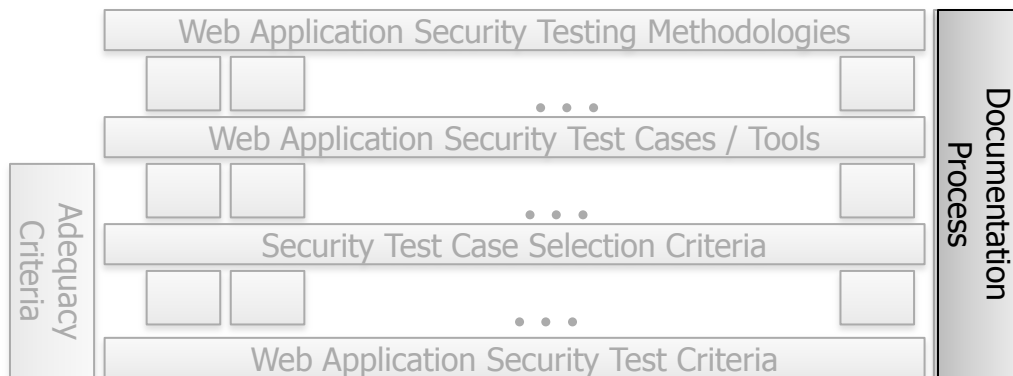 Web Application Security Testing Methodologies
Web Application Security Test Cases / Tools
Security Test Case Selection Criteria
Web Application Security Test Criteria
Adequacy
Criteria
Documentation
Process